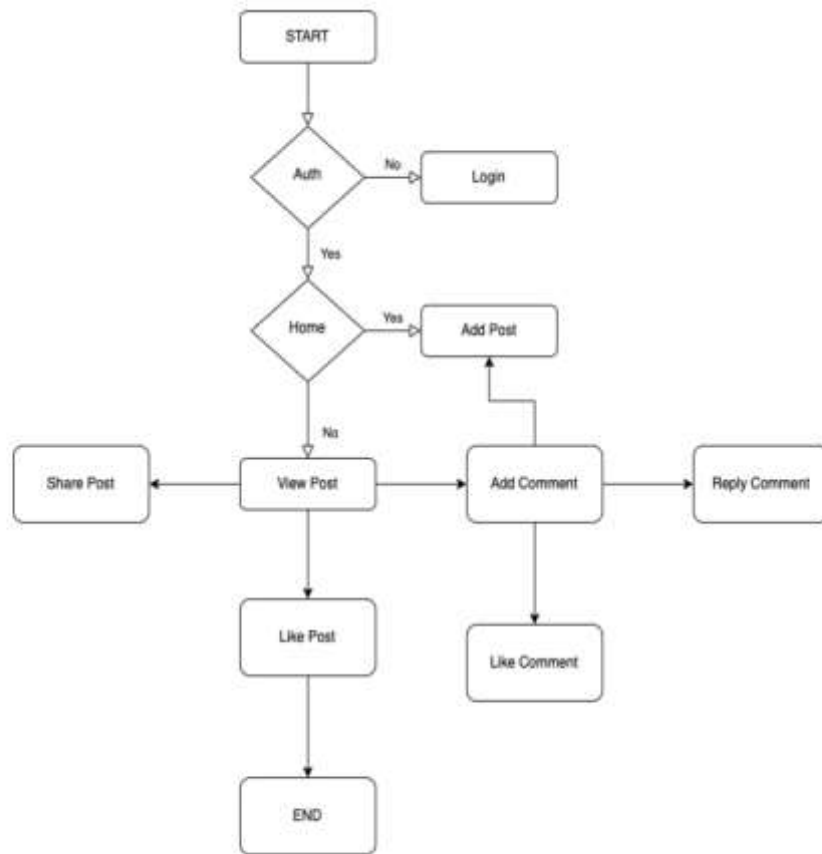 START
Auth
No
Login
Yes
Home
Yes
Add Post
No
Share Post
View Post
Add Comment
Reply Comment
Like Post
Like Comment
END